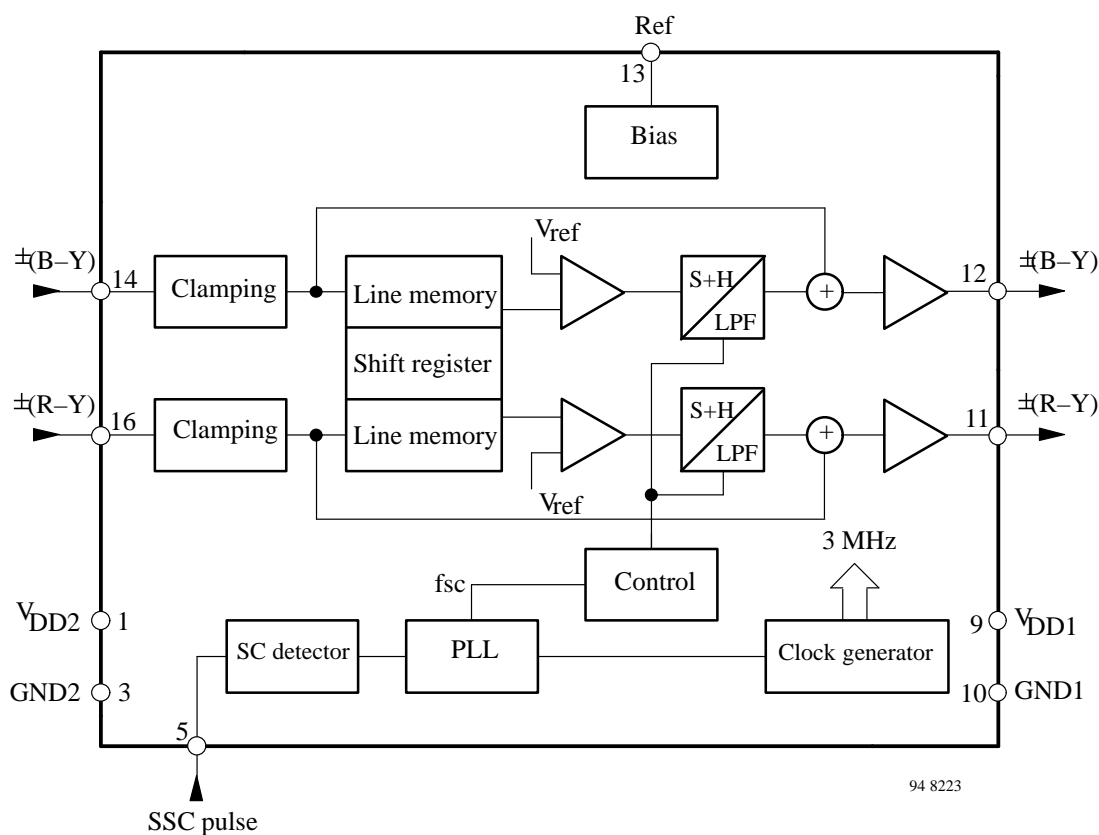 Ref
13
Bias
±(B–Y)
14
Clamping
Line memory
Vref
S+H
LPF
+
12
±(B–Y)
Shift register
±(R–Y)
16
Clamping
Line memory
Vref
S+H
LPF
+
11
±(R–Y)
3 MHz
fsc
Control
VDD2
1
SC detector
PLL
Clock generator
9
VDD1
GND2
3
10
GND1
5
SSC pulse
94 8223